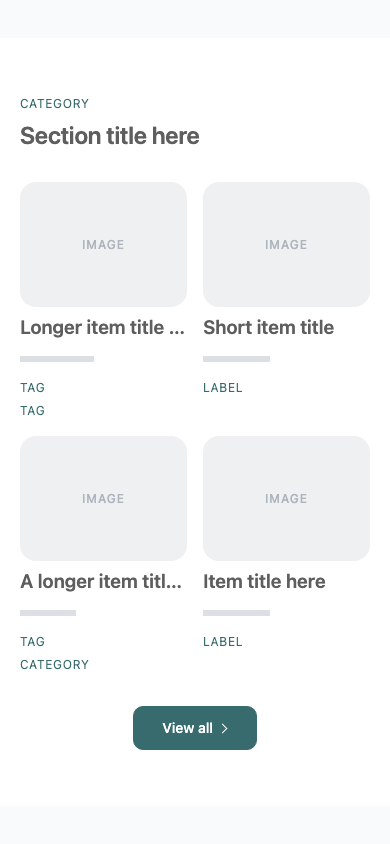 CATEGORY
Section title here
IMAGE
IMAGE
Longer item title ...
Short item title
TAG
LABEL
TAG
IMAGE
IMAGE
A longer item titl...
Item title here
TAG
LABEL
CATEGORY
View all